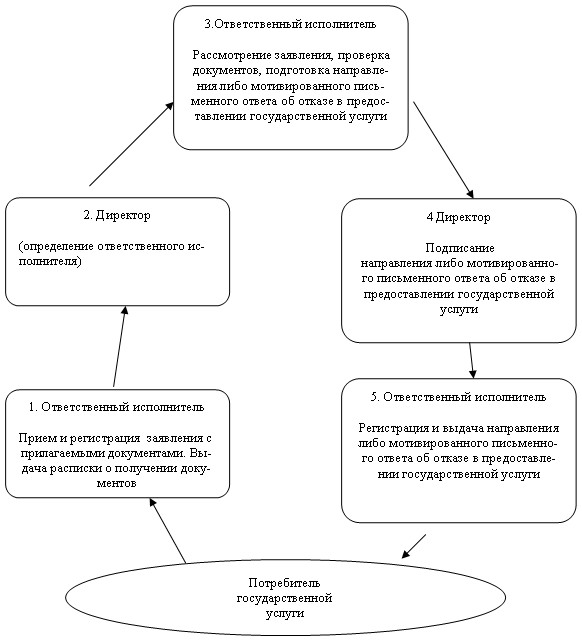 3.Ответственный исполнитель
Рассмотрение заявления, проверка
документов, подготовка направле-
ния либо мотивированного пись-
менного ответа об отказе в предос-
тавлении государственной услуги
2. Директор
(определение ответственного ис-
полнителя)
4 Директор
Подписание
направления либо мотивированно-
го письменного ответа об отказе в
предоставлении государственной
услуги
1. Ответственный исполнитель
Прием и регистрация заявления с
прилагаемыми документами. Вы-
дача расписки о получении доку-
ментов
5. Ответственный исполнитель
Регистрация и выдача направления
либо мотивированного письменно-
го ответа об отказе в предоставле-
нии государственной услуги
Потребитель
государственной
услуги